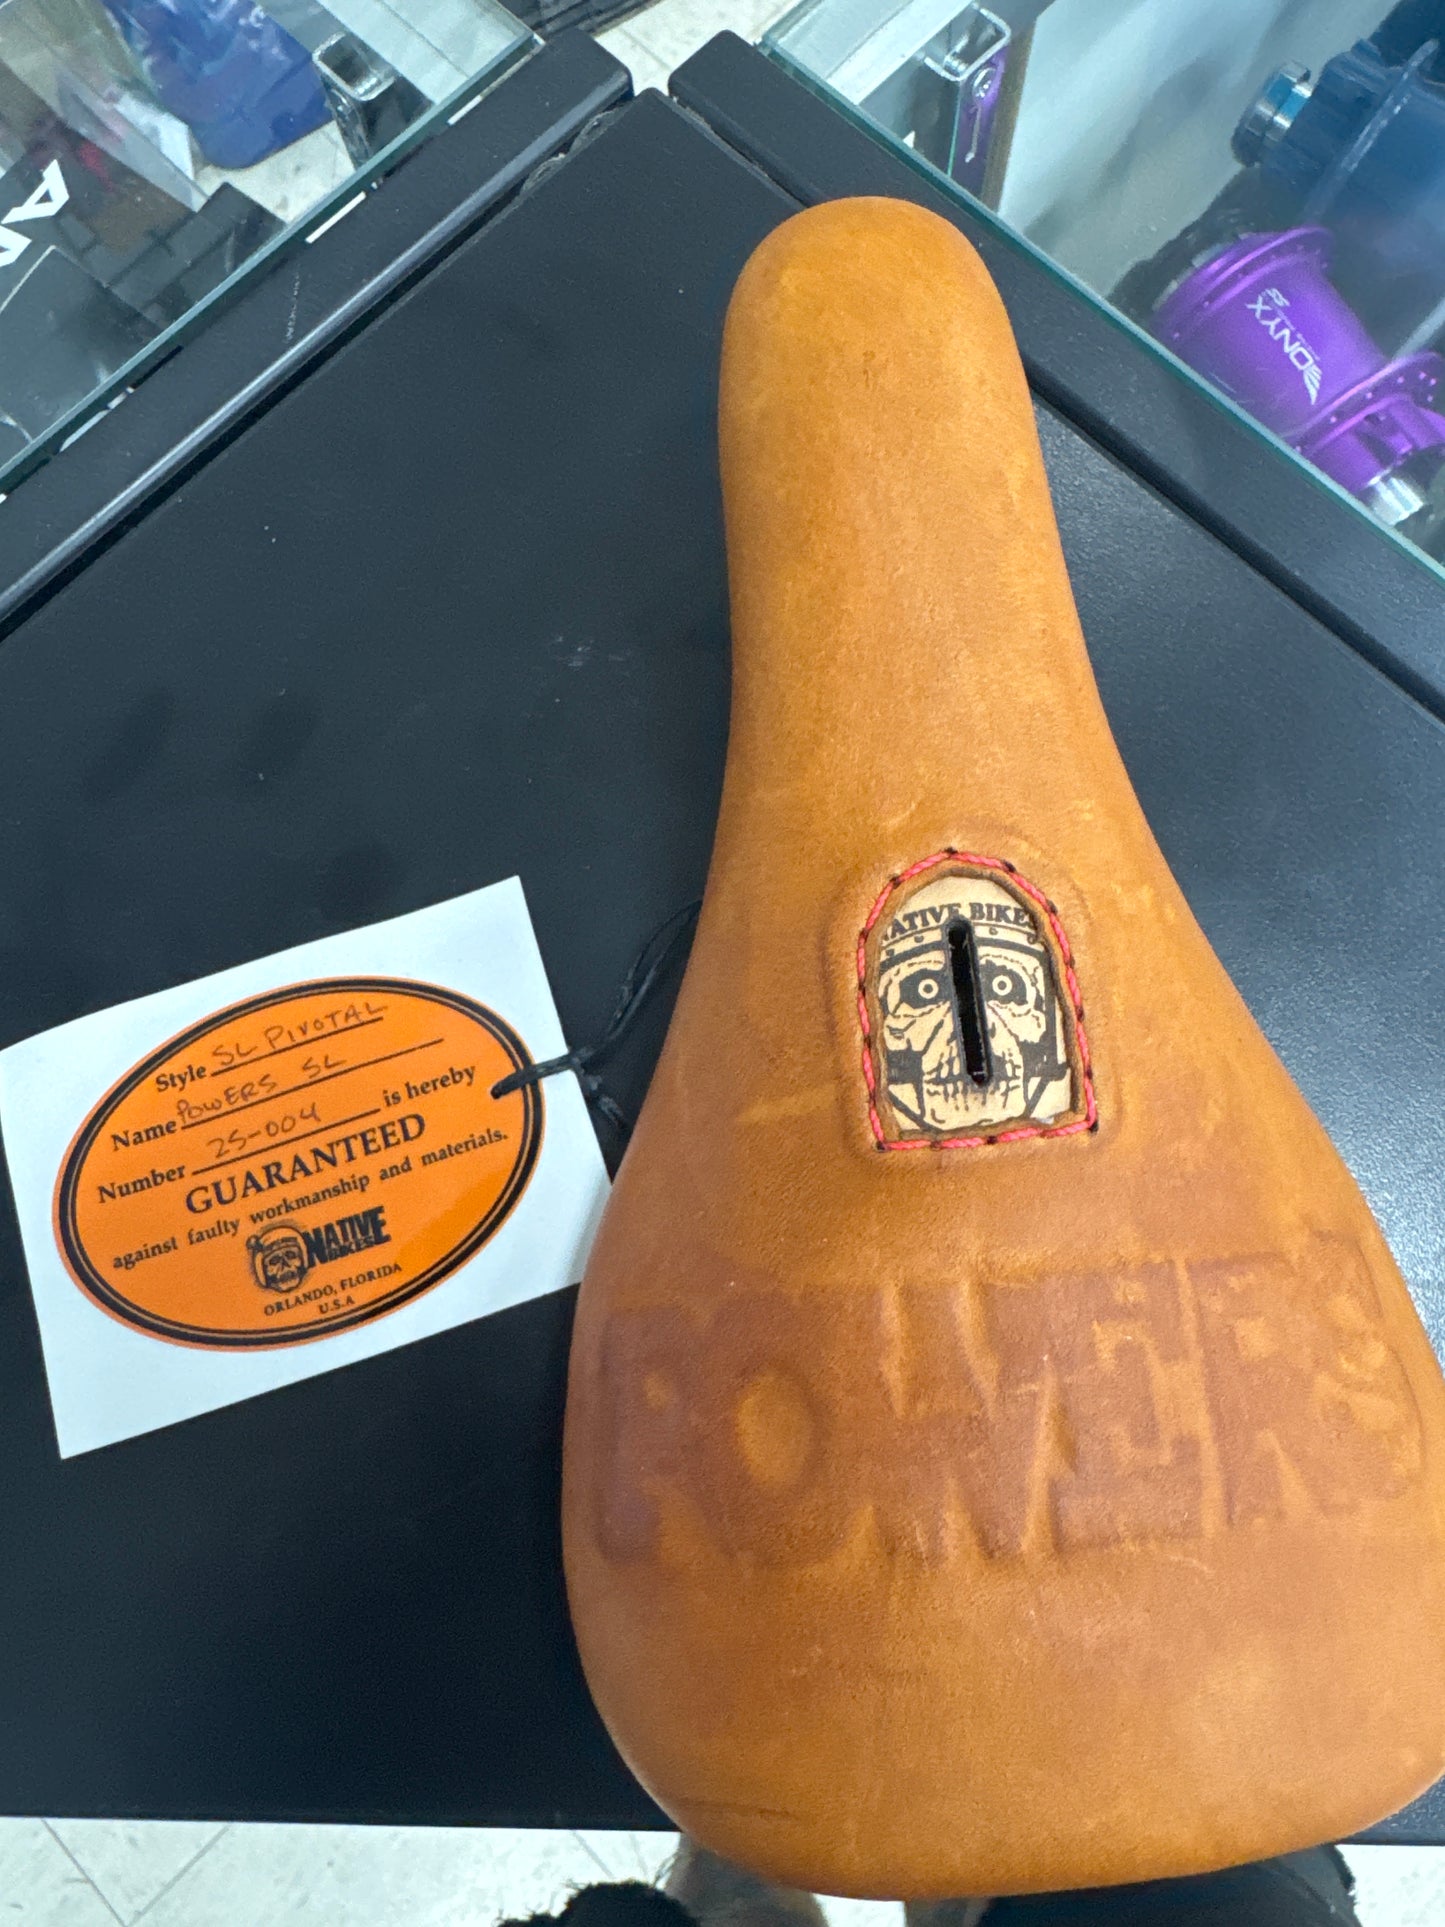 ONYX
Style SL PIVOTAL
Name POWERS SL
Number 25-004 is hereby
GUARANTEED
against faulty workmanship and materials.
NATIVE
BIKES
ORLANDO, FLORIDA
U.S.A
NATIVE BIKES
POWERS